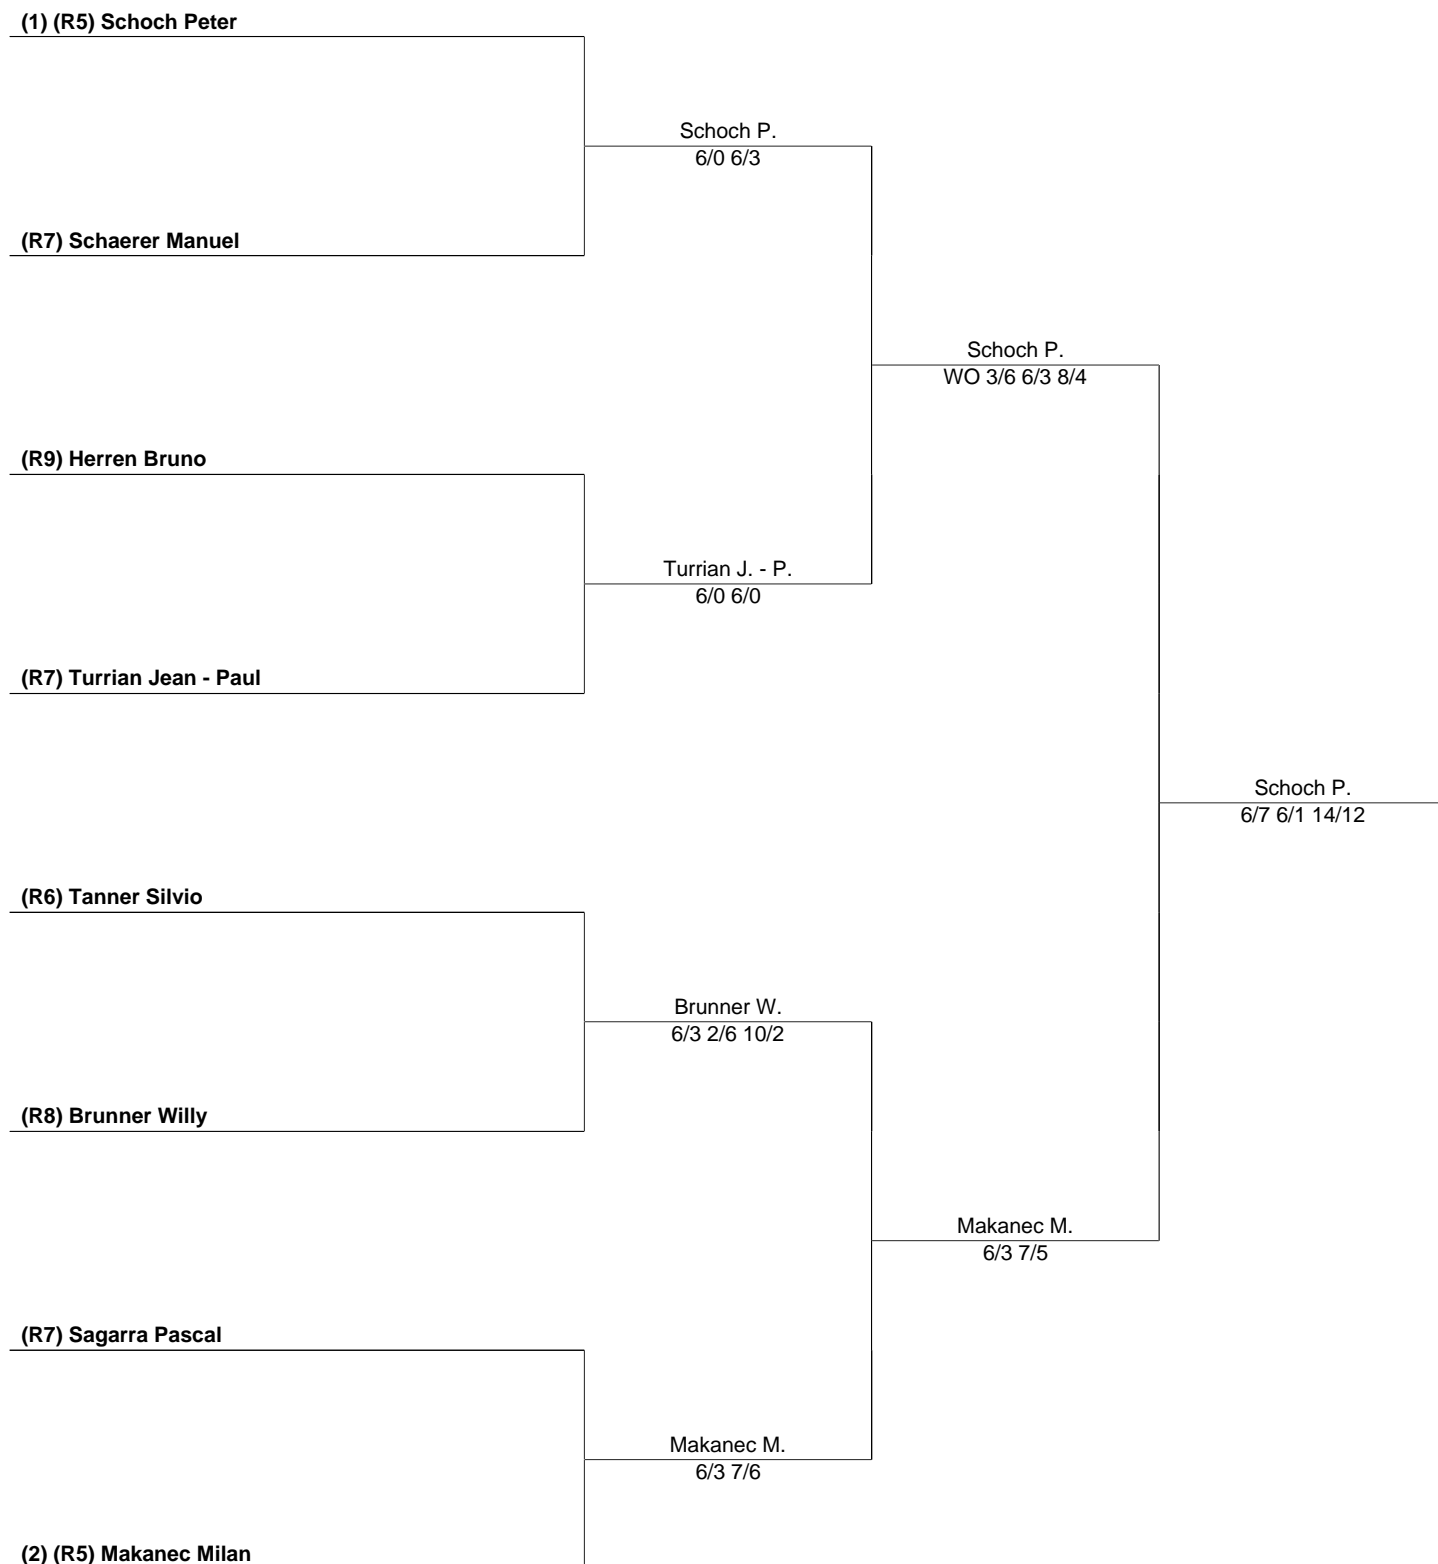 (1) (R5) Schoch Peter
Schoch P.
6/0 6/3
(R7) Schaerer Manuel
Schoch P.
WO 3/6 6/3 8/4
(R9) Herren Bruno
Turrian J. - P.
6/0 6/0
(R7) Turrian Jean - Paul
Schoch P.
6/7 6/1 14/12
(R6) Tanner Silvio
Brunner W.
6/3 2/6 10/2
(R8) Brunner Willy
Makanec M.
6/3 7/5
(R7) Sagarra Pascal
Makanec M.
6/3 7/6
(2) (R5) Makanec Milan